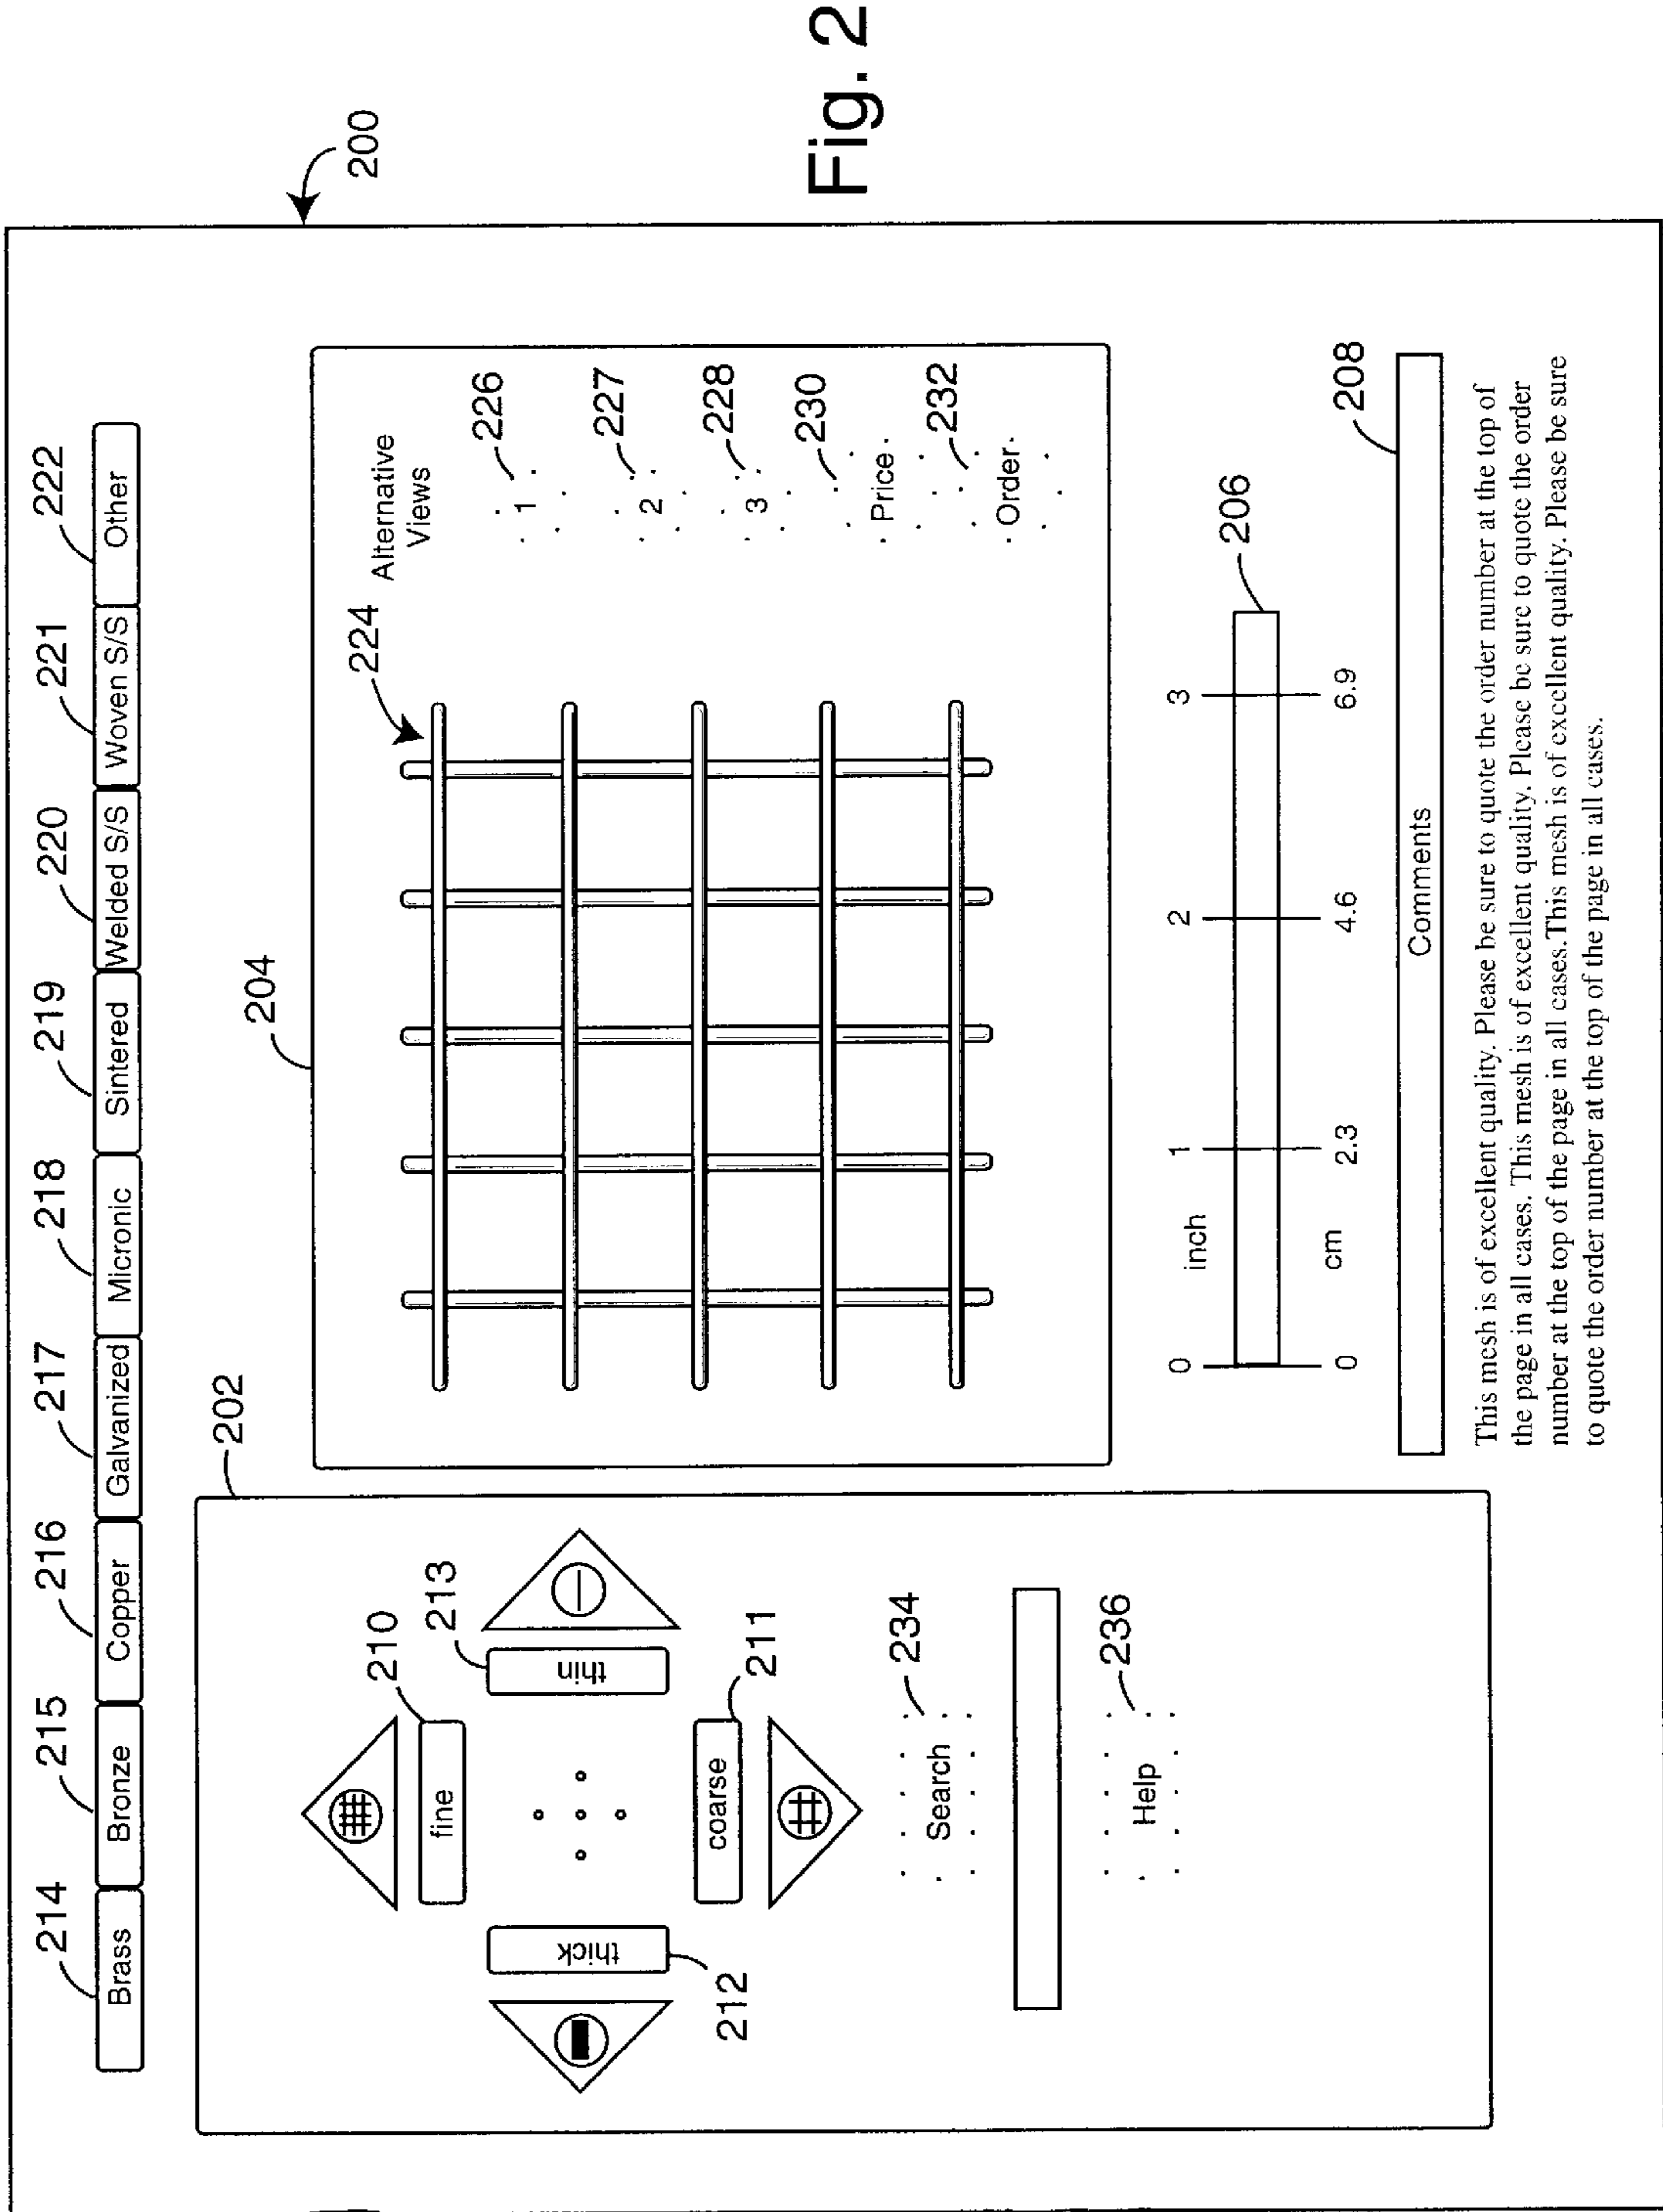 214 215 216 217 218 219 220 221 222
Brass Bronze Copper Galvanized Micronic Sintered Welded S/S Woven S/S Other
200
202
204
210
fine
213
thin
thick
212
coarse
211
Search
234
Help
236
224
Alternative
Views
1
226
2
227
3
228
Price
230
Order
232
inch
0 1 2 3
206
cm
0 2.3 4.6 6.9
208
Comments
This mesh is of excellent quality. Please be sure to quote the order number at the top of
the page in all cases. This mesh is of excellent quality. Please be sure to quote the order
number at the top of the page in all cases.This mesh is of excellent quality. Please be sure
to quote the order number at the top of the page in all cases.
Fig. 2